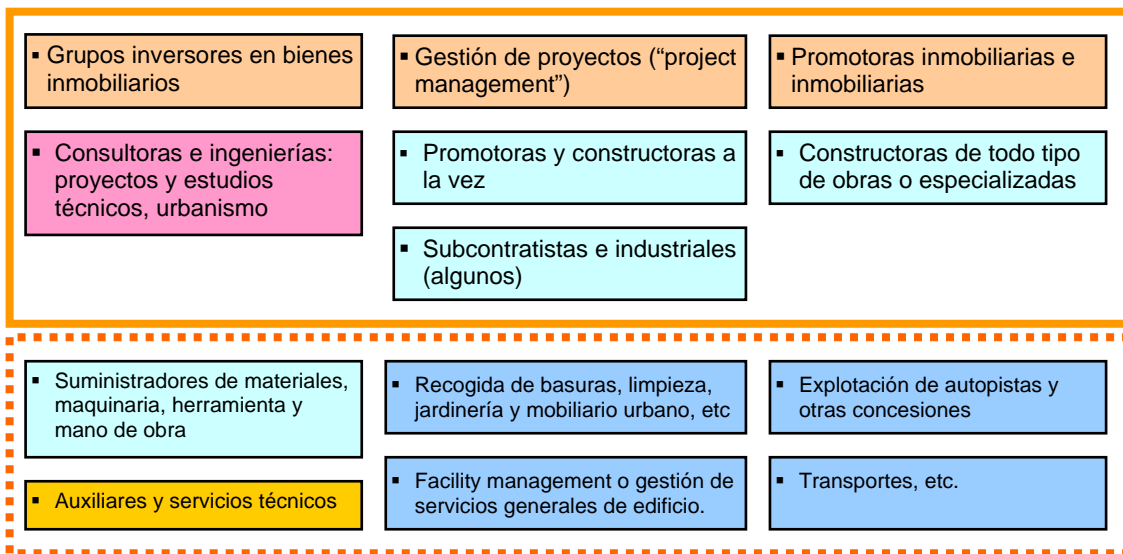 ▪ Grupos inversores en bienes
inmobiliarios
▪ Gestión de proyectos (“project
management”)
▪ Promotoras inmobiliarias e
inmobiliarias
▪ Consultoras e ingenierías:
proyectos y estudios
técnicos, urbanismo
▪ Promotoras y constructoras a
la vez
▪ Constructoras de todo tipo
de obras o especializadas
▪ Subcontratistas e industriales
(algunos)
▪ Suministradores de materiales,
maquinaria, herramienta y
mano de obra
▪ Recogida de basuras, limpieza,
jardinería y mobiliario urbano, etc
▪ Explotación de autopistas y
otras concesiones
▪ Auxiliares y servicios técnicos
▪ Facility management o gestión de
servicios generales de edificio.
▪ Transportes, etc.